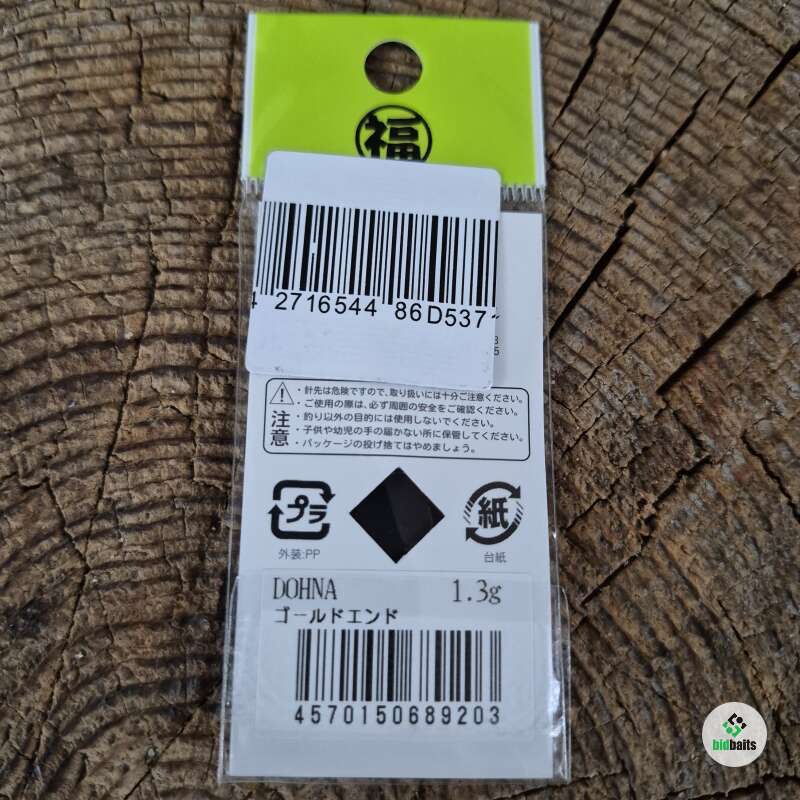 福
4 2716544 86D537
注意
・針先は危険ですので、取り扱いには十分ご注意ください。
・ご使用の際は、必ず周囲の安全をご確認ください。
・釣り以外の目的には使用しないでください。
・子供や幼児の手の届かない所に保管してください。
・パッケージの投げ捨てはやめましょう。
プラ
紙
外装:PP
台紙
DOHNA 1.3g
ゴールドエンド
4570150689203
bidbaits